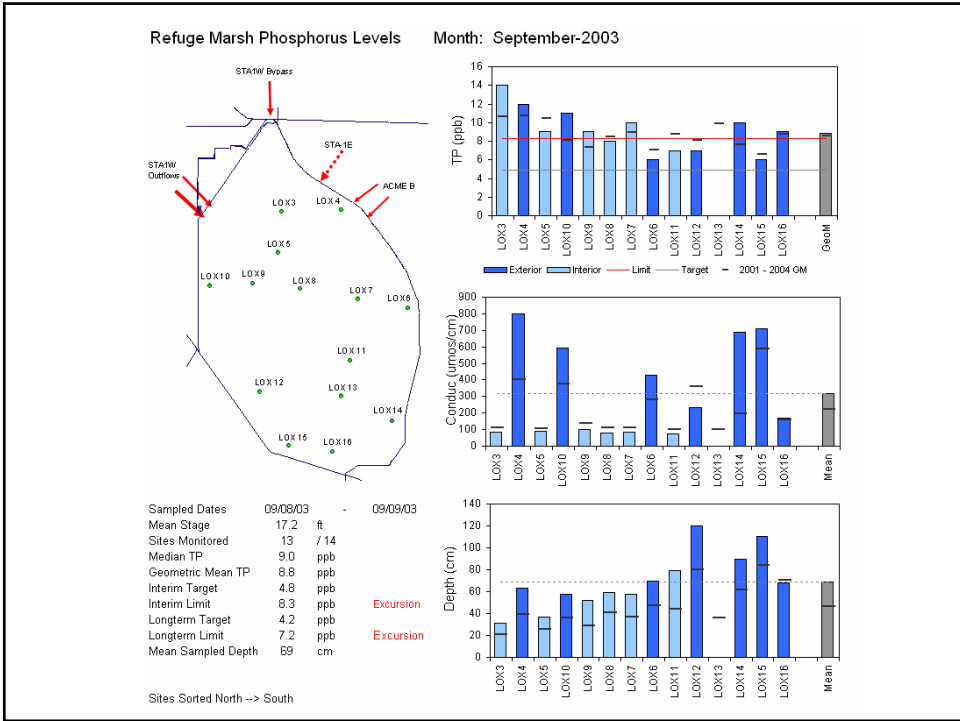 Refuge Marsh Phosphorus Levels Month: September-2003
STA1W Bypass
STA-1E
STA1W
Outflows
ACME B
LOX3
LOX 4
LOX5
LOX10
LOX9
LOX8
LOX7
LOX6
LOX11
LOX12
LOX13
LOX14
LOX15
LOX16
TP (ppb)
16
14
12
10
8
6
4
2
0
LOX3 LOX4 LOX5 LOX10 LOX9 LOX8 LOX7 LOX6 LOX11 LOX12 LOX13 LOX14 LOX15 LOX16 GeoM
Exterior Interior Limit Target 2001 - 2004 GM
Conduc (umos/cm)
900
800
700
600
500
400
300
200
100
0
LOX3 LOX4 LOX5 LOX10 LOX9 LOX8 LOX7 LOX6 LOX11 LOX12 LOX13 LOX14 LOX15 LOX16 Mean
Depth (cm)
140
120
100
80
60
40
20
0
LOX3 LOX4 LOX5 LOX10 LOX9 LOX8 LOX7 LOX6 LOX11 LOX12 LOX13 LOX14 LOX15 LOX16 Mean
Sampled Dates 09/08/03 - 09/09/03
Mean Stage 17.2 ft
Sites Monitored 13 / 14
Median TP 9.0 ppb
Geometric Mean TP 8.8 ppb
Interim Target 4.8 ppb
Interim Limit 8.3 ppb Excursion
Longterm Target 4.2 ppb
Longterm Limit 7.2 ppb Excursion
Mean Sampled Depth 69 cm
Sites Sorted North --> South